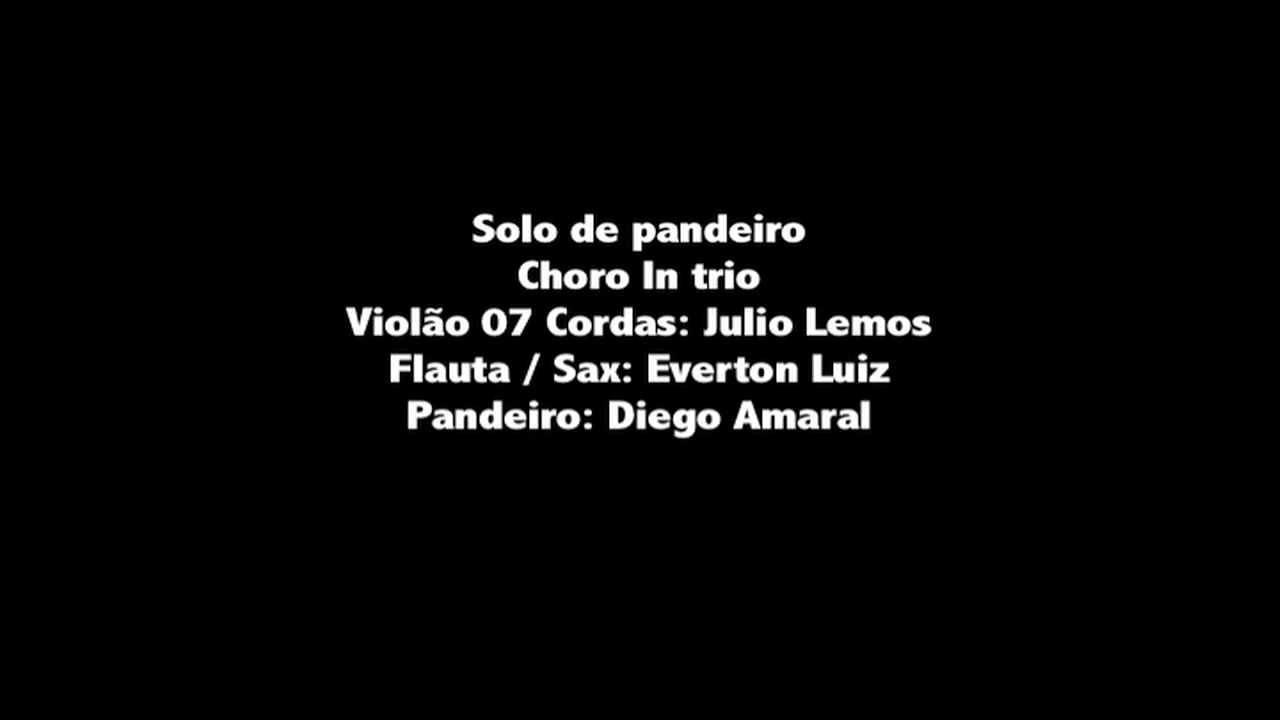 Solo de pandeiro
Choro In trio
Violão 07 Cordas: Julio Lemos
Flauta / Sax: Everton Luiz
Pandeiro: Diego Amaral